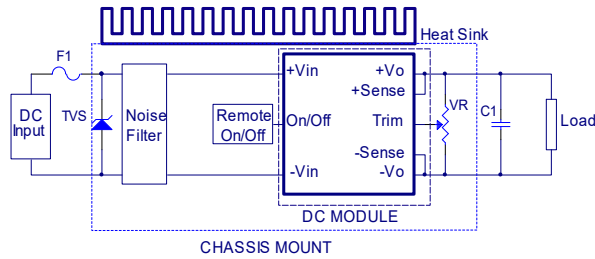 Heat Sink
F1
DC
Input
TVS
Noise
Filter
Remote
On/Off
+Vin
On/Off
-Vin
+Vo
+Sense
Trim
-Sense
-Vo
VR
C1
Load
DC MODULE
CHASSIS MOUNT